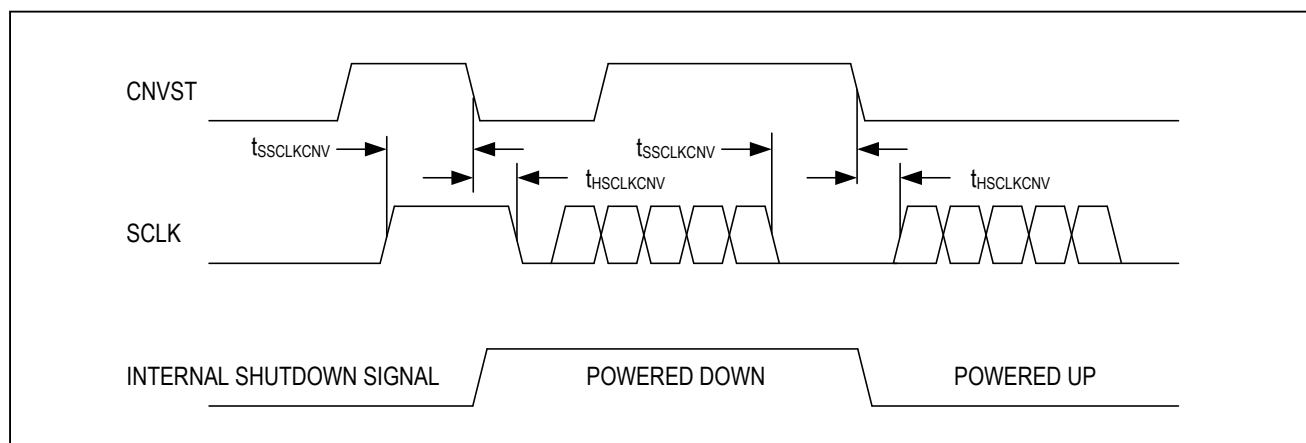 CNVST
tSSCLKCNV
tSSCLKCNV
tHSCLKCNV
tHSCLKCNV
SCLK
INTERNAL SHUTDOWN SIGNAL
POWERED DOWN
POWERED UP